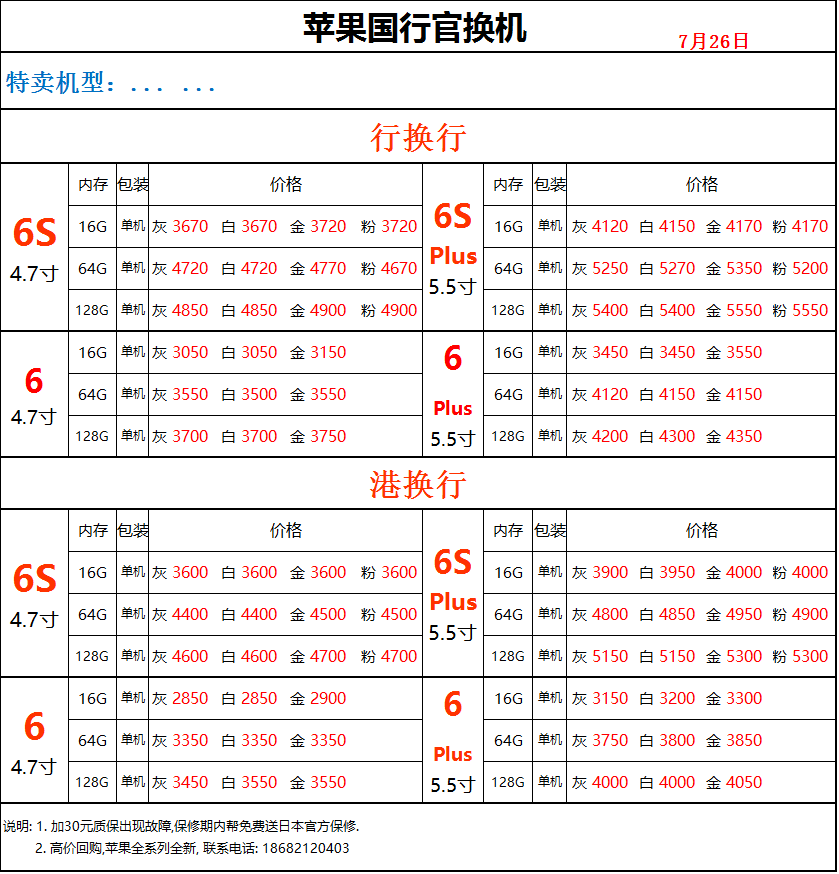 苹果国行官换机
7月26日
特卖机型：... ...
行换行
内存 包装 价格 内存 包装 价格
6S 4.7寸 6S Plus 5.5寸
16G 单机 灰 3670 白 3670 金 3720 粉 3720 16G 单机 灰 4120 白 4150 金 4170 粉 4170
64G 单机 灰 4720 白 4720 金 4770 粉 4670 64G 单机 灰 5250 白 5270 金 5350 粉 5200
128G 单机 灰 4850 白 4850 金 4900 粉 4900 128G 单机 灰 5400 白 5400 金 5550 粉 5550
6 4.7寸 6 Plus 5.5寸
16G 单机 灰 3050 白 3050 金 3150 16G 单机 灰 3450 白 3450 金 3550
64G 单机 灰 3550 白 3500 金 3550 64G 单机 灰 4120 白 4150 金 4150
128G 单机 灰 3700 白 3700 金 3750 128G 单机 灰 4200 白 4300 金 4350
港换行
内存 包装 价格 内存 包装 价格
6S 4.7寸 6S Plus 5.5寸
16G 单机 灰 3600 白 3600 金 3600 粉 3600 16G 单机 灰 3900 白 3950 金 4000 粉 4000
64G 单机 灰 4400 白 4400 金 4500 粉 4500 64G 单机 灰 4800 白 4850 金 4950 粉 4900
128G 单机 灰 4600 白 4600 金 4700 粉 4700 128G 单机 灰 5150 白 5150 金 5300 粉 5300
6 4.7寸 6 Plus 5.5寸
16G 单机 灰 2850 白 2850 金 2900 16G 单机 灰 3150 白 3200 金 3300
64G 单机 灰 3350 白 3350 金 3350 64G 单机 灰 3750 白 3800 金 3850
128G 单机 灰 3450 白 3550 金 3550 128G 单机 灰 4000 白 4000 金 4050
说明: 1. 加30元质保出现故障,保修期内帮免费送日本官方保修.
2. 高价回购,苹果全系列全新, 联系电话: 18682120403